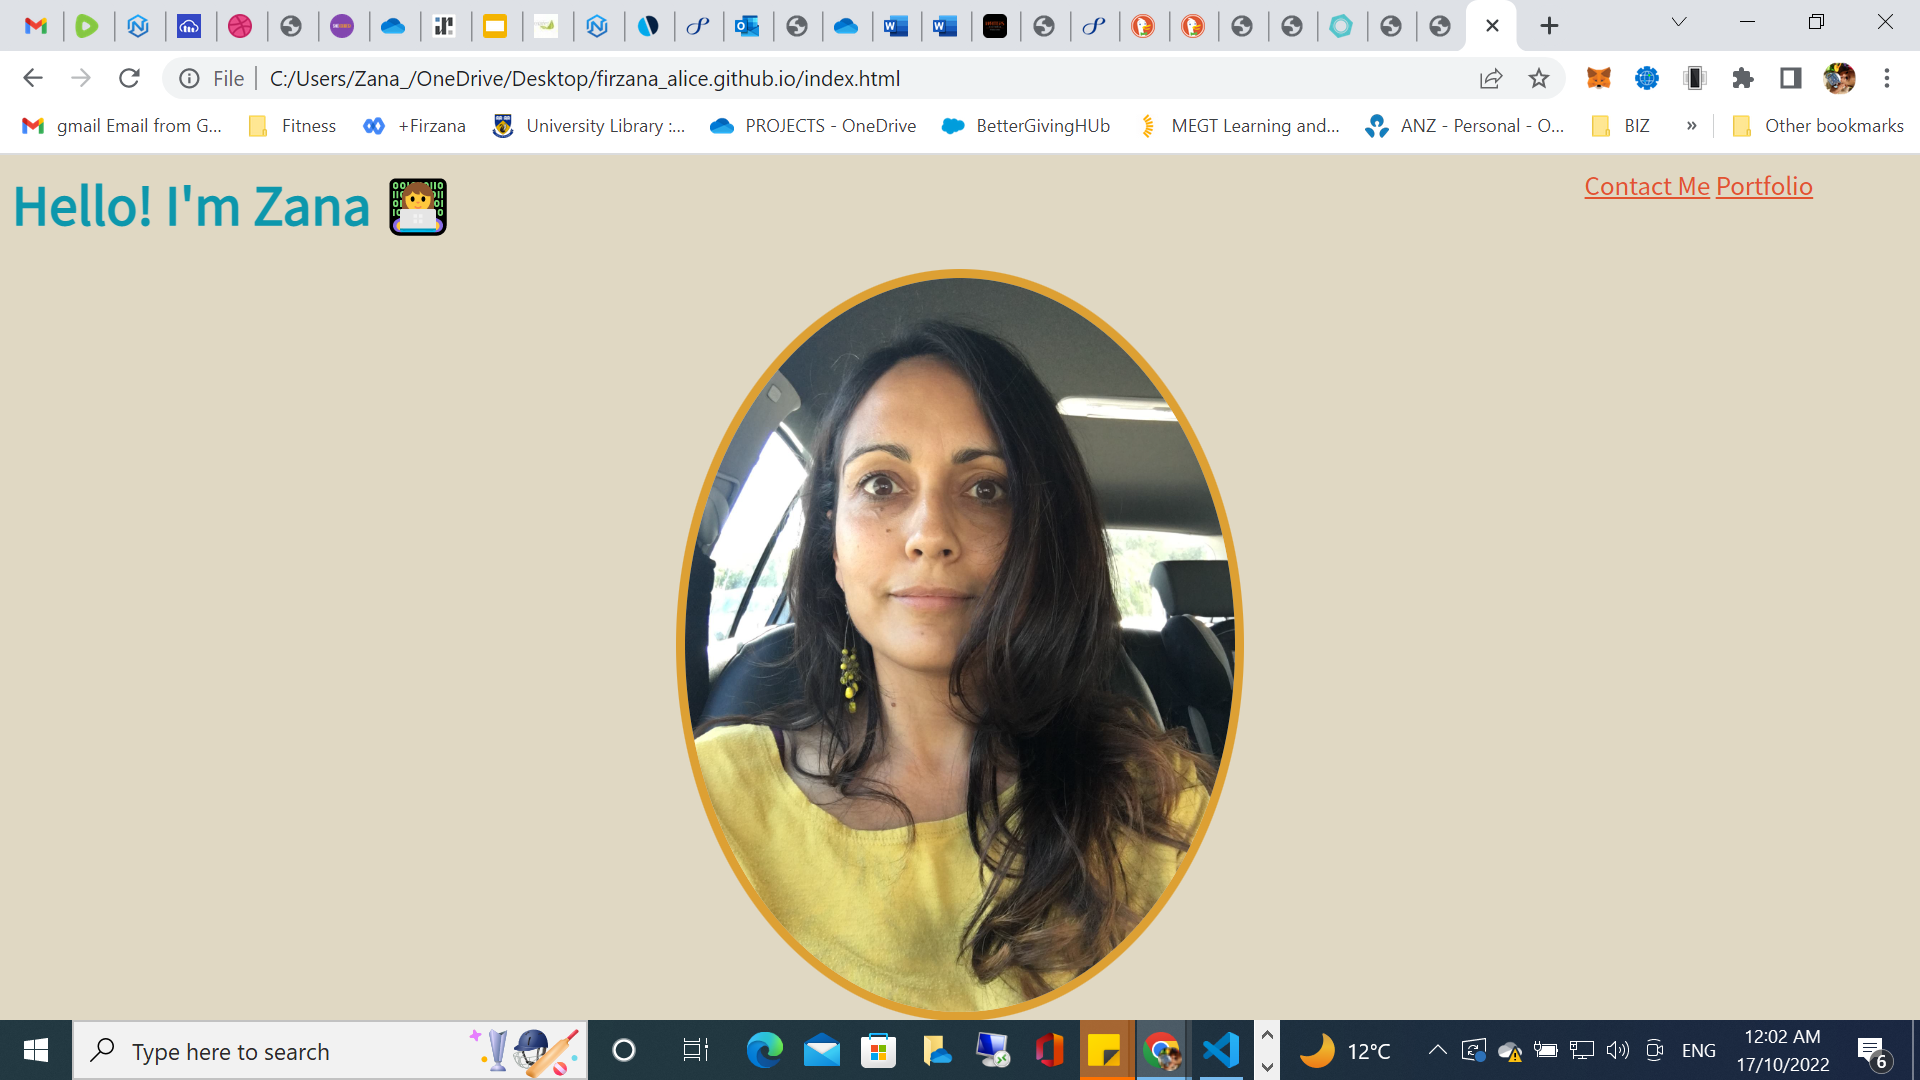 File
C:/Users/Zana_/OneDrive/Desktop/firzana_alice.github.io/index.html
gmail Email from G...
Fitness
+Firzana
University Library :...
PROJECTS - OneDrive
BetterGivingHUb
MEGT Learning and...
ANZ - Personal - O...
BIZ
»
Other bookmarks
Hello! I'm Zana
Contact Me Portfolio
Type here to search
12°C
ENG
12:02 AM
17/10/2022
6